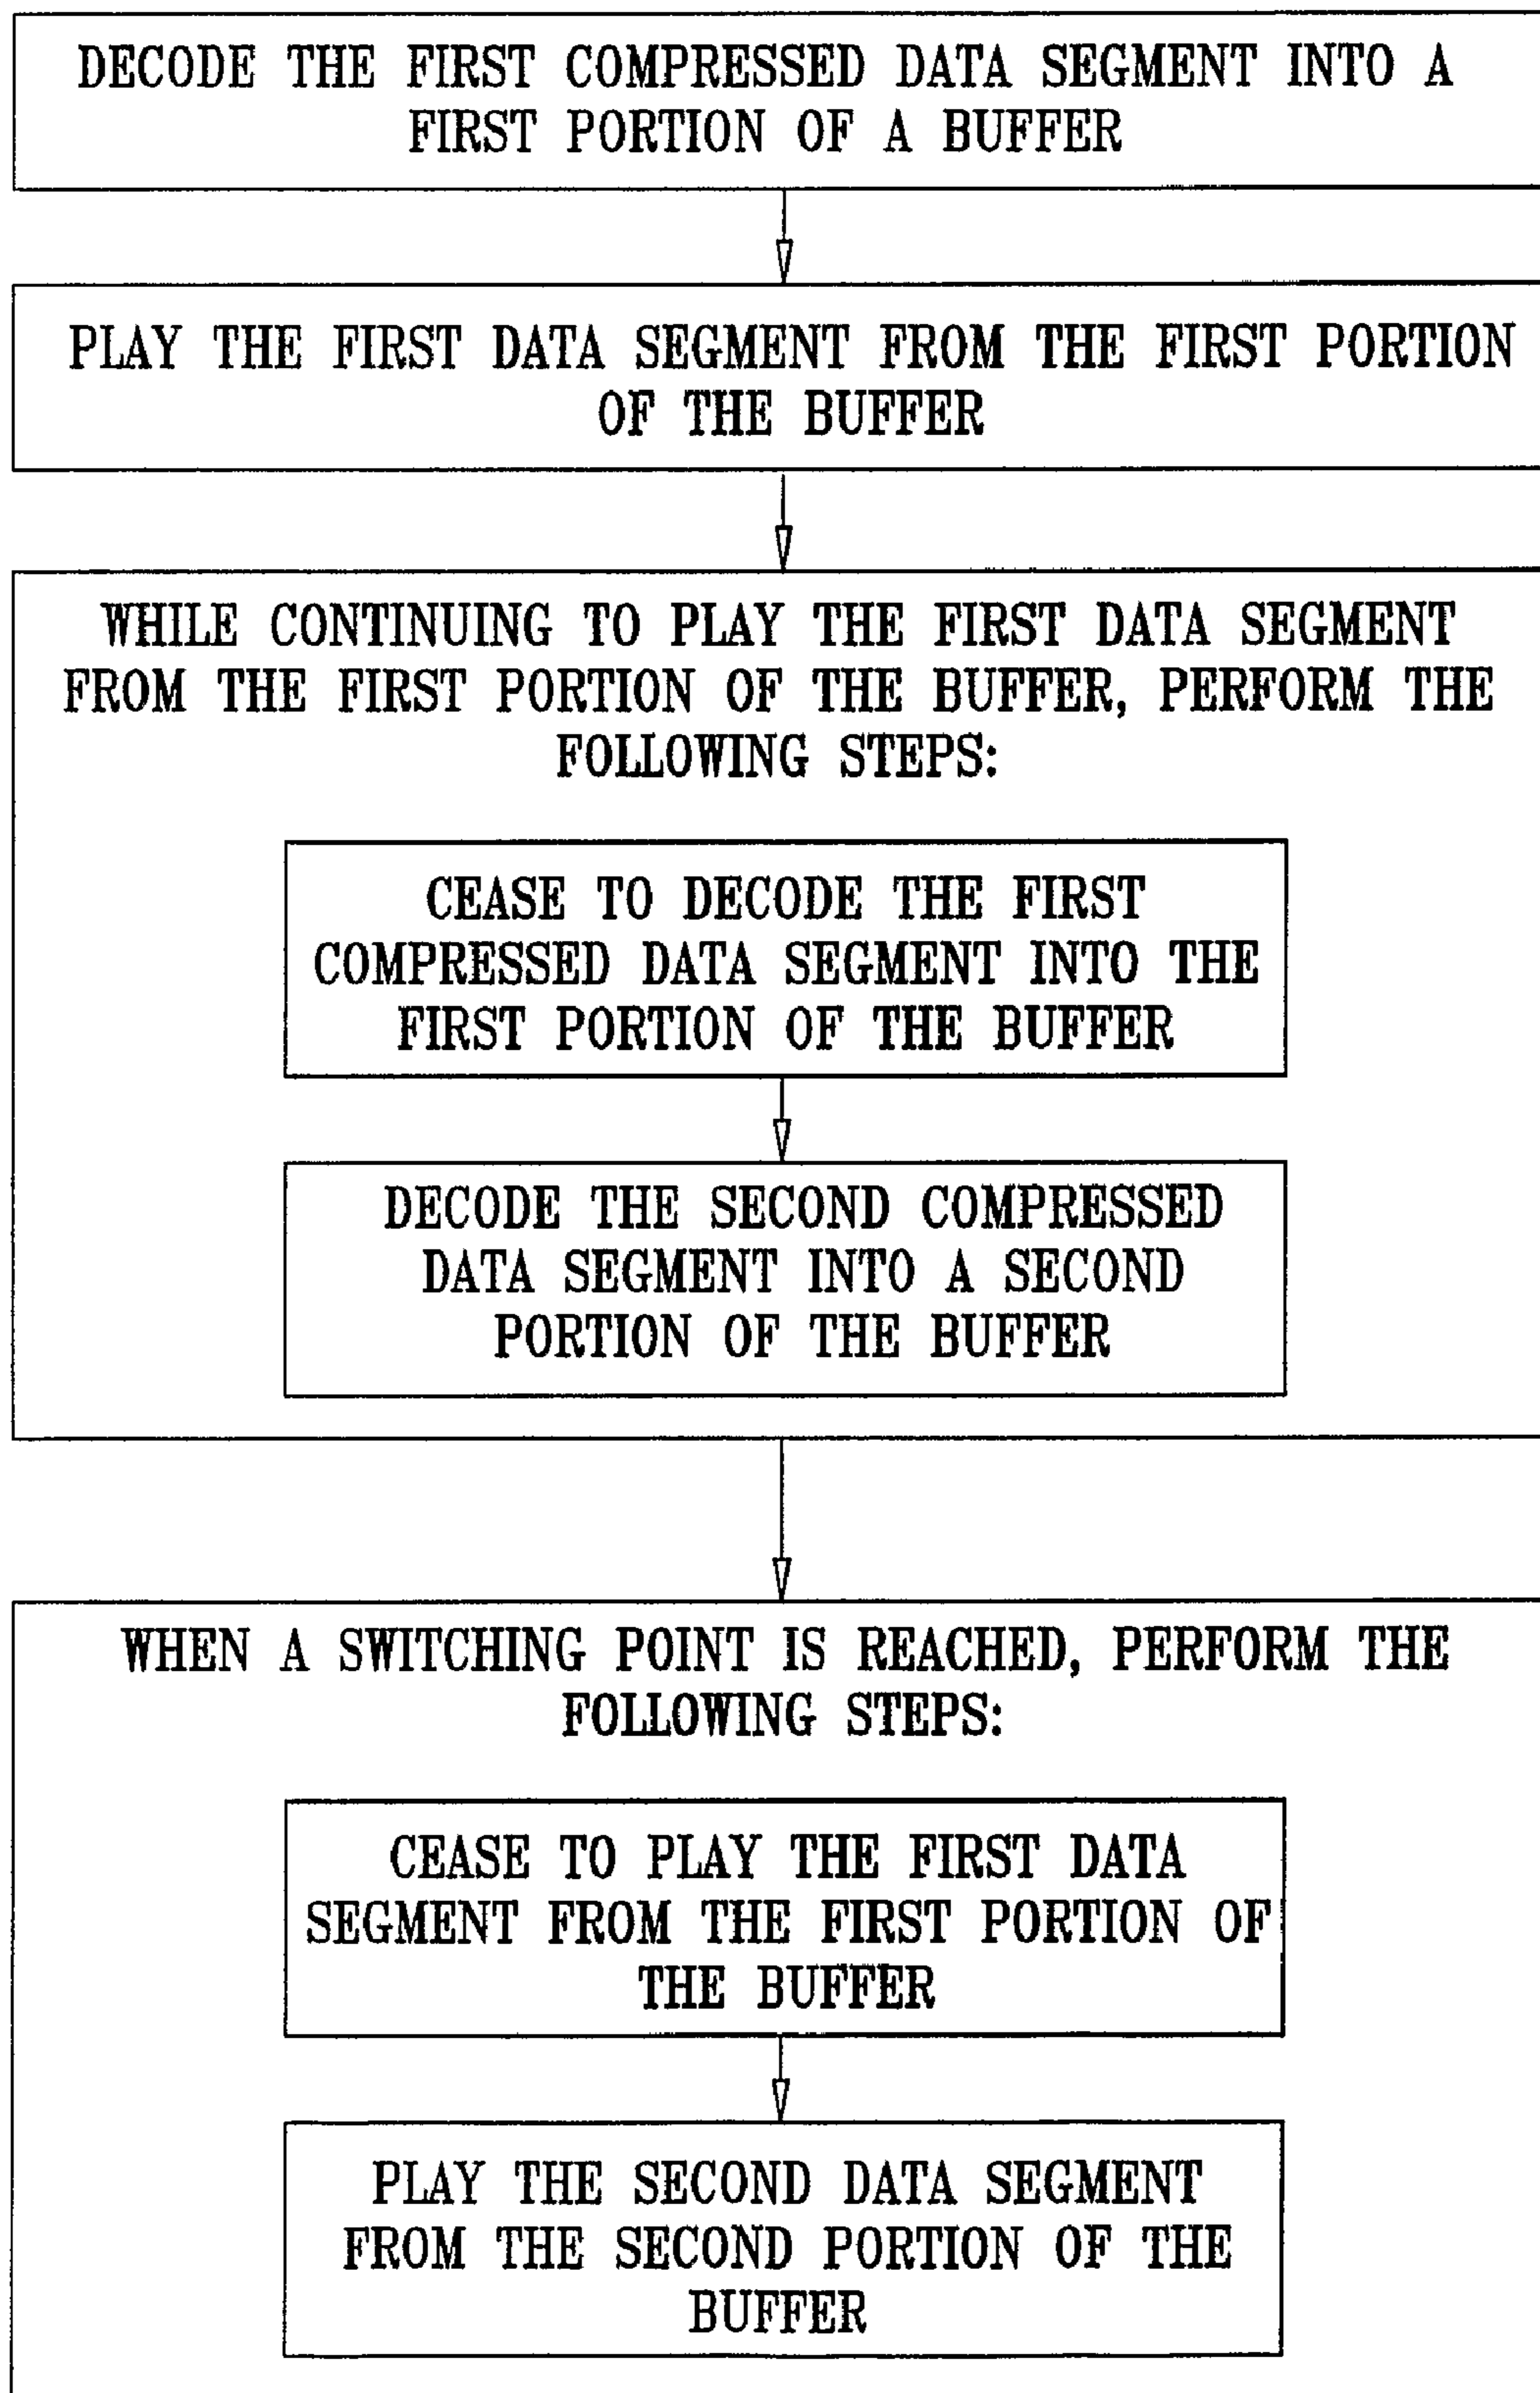 DECODE THE FIRST COMPRESSED DATA SEGMENT INTO A
FIRST PORTION OF A BUFFER
PLAY THE FIRST DATA SEGMENT FROM THE FIRST PORTION
OF THE BUFFER
WHILE CONTINUING TO PLAY THE FIRST DATA SEGMENT
FROM THE FIRST PORTION OF THE BUFFER, PERFORM THE
FOLLOWING STEPS:
CEASE TO DECODE THE FIRST
COMPRESSED DATA SEGMENT INTO THE
FIRST PORTION OF THE BUFFER
DECODE THE SECOND COMPRESSED
DATA SEGMENT INTO A SECOND
PORTION OF THE BUFFER
WHEN A SWITCHING POINT IS REACHED, PERFORM THE
FOLLOWING STEPS:
CEASE TO PLAY THE FIRST DATA
SEGMENT FROM THE FIRST PORTION OF
THE BUFFER
PLAY THE SECOND DATA SEGMENT
FROM THE SECOND PORTION OF THE
BUFFER